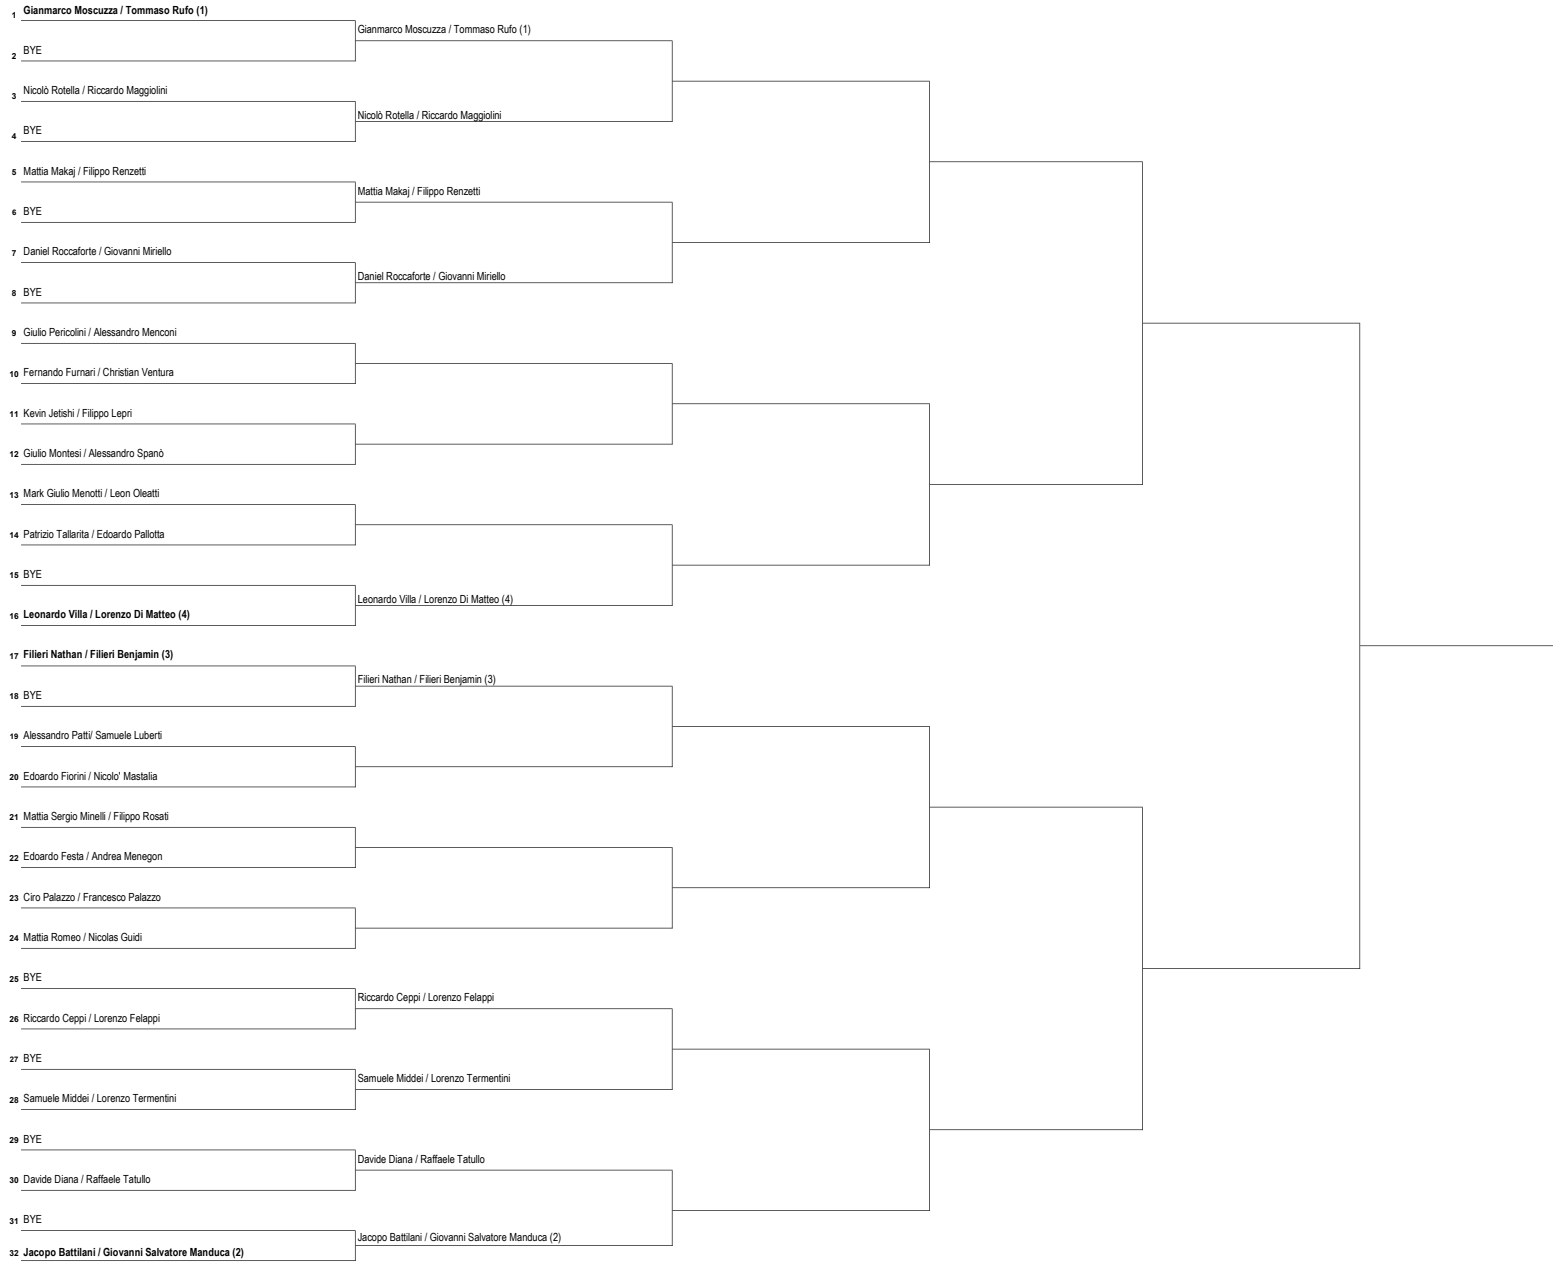 1 Gianmarco Moscuzza / Tommaso Rufo (1)
Gianmarco Moscuzza / Tommaso Rufo (1)
2 BYE
3 Nicolò Rotella / Riccardo Maggiolini
Nicolò Rotella / Riccardo Maggiolini
4 BYE
5 Mattia Makaj / Filippo Renzetti
Mattia Makaj / Filippo Renzetti
6 BYE
7 Daniel Roccaforte / Giovanni Miriello
Daniel Roccaforte / Giovanni Miriello
8 BYE
9 Giulio Pericolini / Alessandro Menconi
10 Fernando Furnari / Christian Ventura
11 Kevin Jetishi / Filippo Lepri
12 Giulio Montesi / Alessandro Spanò
13 Mark Giulio Menotti / Leon Oleatti
14 Patrizio Tallarita / Edoardo Pallotta
15 BYE
Leonardo Villa / Lorenzo Di Matteo (4)
16 Leonardo Villa / Lorenzo Di Matteo (4)
17 Filieri Nathan / Filieri Benjamin (3)
Filieri Nathan / Filieri Benjamin (3)
18 BYE
19 Alessandro Patti/ Samuele Luberti
20 Edoardo Fiorini / Nicolo' Mastalia
21 Mattia Sergio Minelli / Filippo Rosati
22 Edoardo Festa / Andrea Menegon
23 Ciro Palazzo / Francesco Palazzo
24 Mattia Romeo / Nicolas Guidi
25 BYE
Riccardo Ceppi / Lorenzo Felappi
26 Riccardo Ceppi / Lorenzo Felappi
27 BYE
Samuele Middei / Lorenzo Termentini
28 Samuele Middei / Lorenzo Termentini
29 BYE
Davide Diana / Raffaele Tatullo
30 Davide Diana / Raffaele Tatullo
31 BYE
Jacopo Battilani / Giovanni Salvatore Manduca (2)
32 Jacopo Battilani / Giovanni Salvatore Manduca (2)